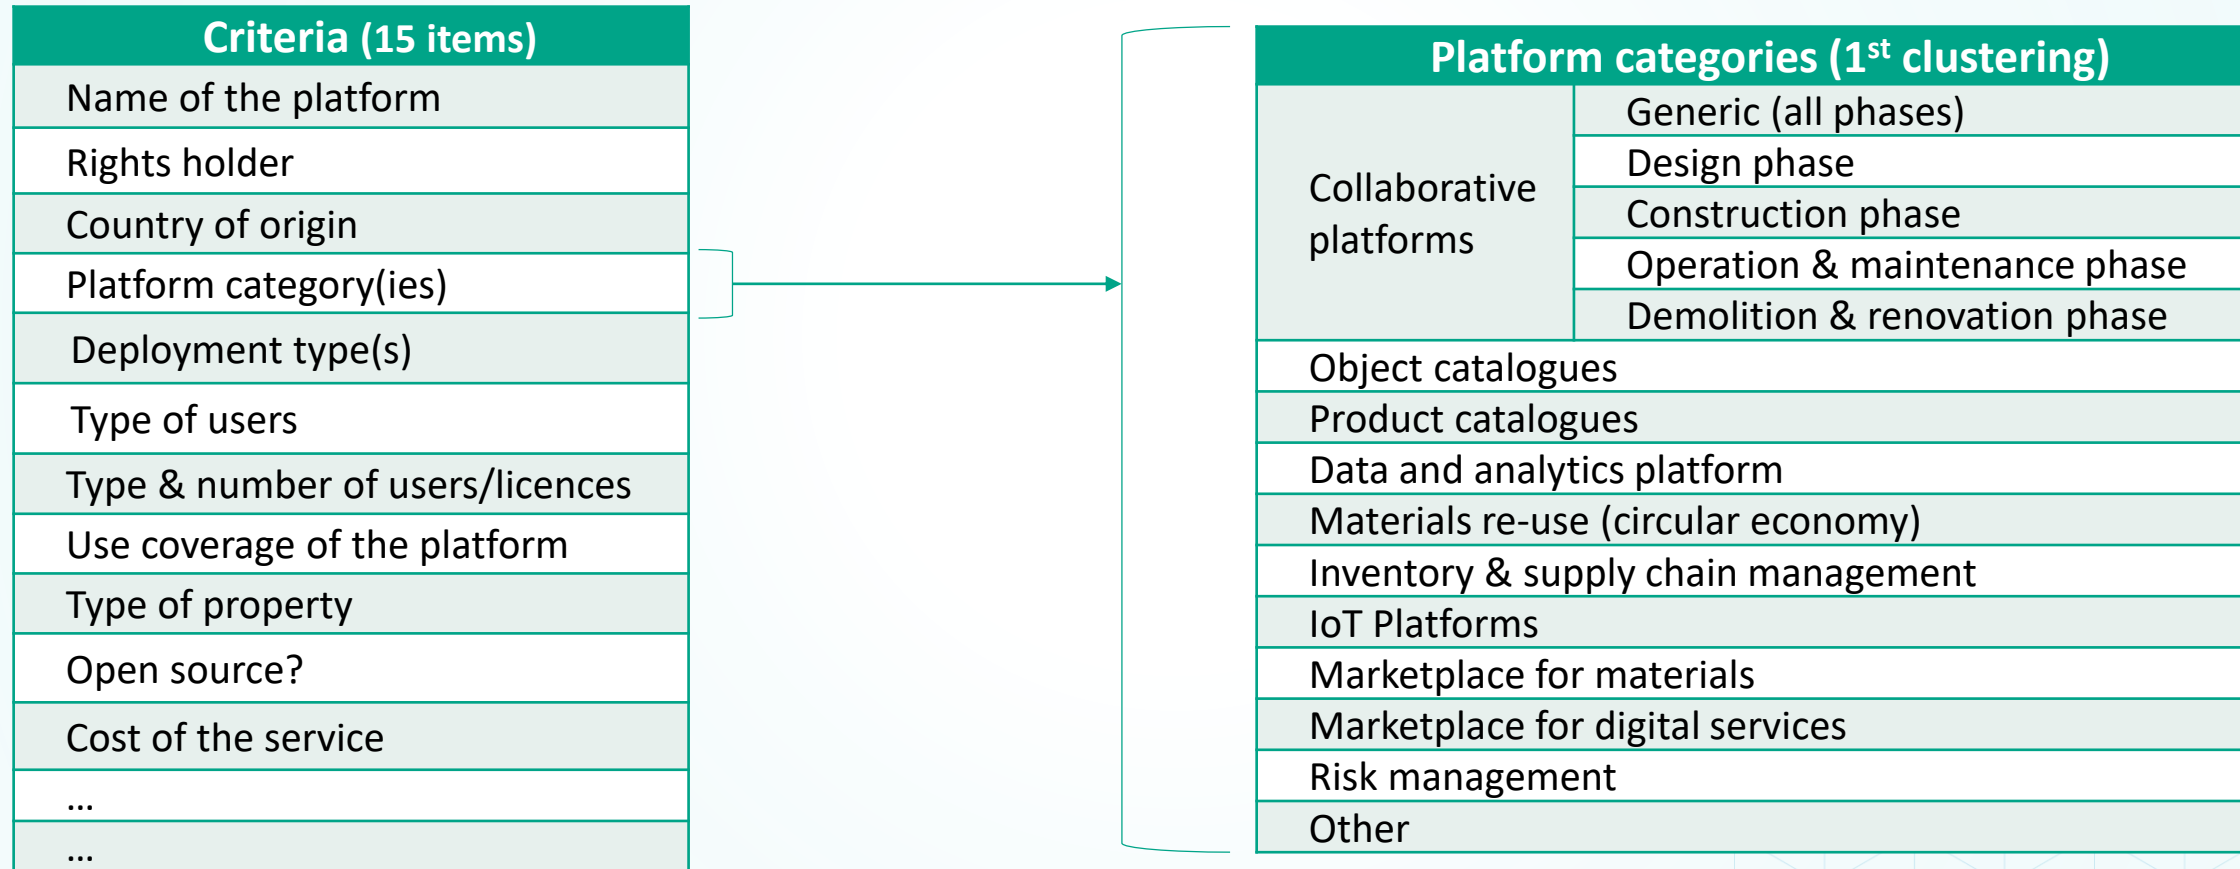 Criteria (15 items)
Name of the platform
Rights holder
Country of origin
Platform category(ies)
Deployment type(s)
Type of users
Type & number of users/licences
Use coverage of the platform
Type of property
Open source?
Cost of the service
...
...
Platform categories (1st clustering)
Collaborative
platforms
Generic (all phases)
Design phase
Construction phase
Operation & maintenance phase
Demolition & renovation phase
Object catalogues
Product catalogues
Data and analytics platform
Materials re-use (circular economy)
Inventory & supply chain management
IoT Platforms
Marketplace for materials
Marketplace for digital services
Risk management
Other